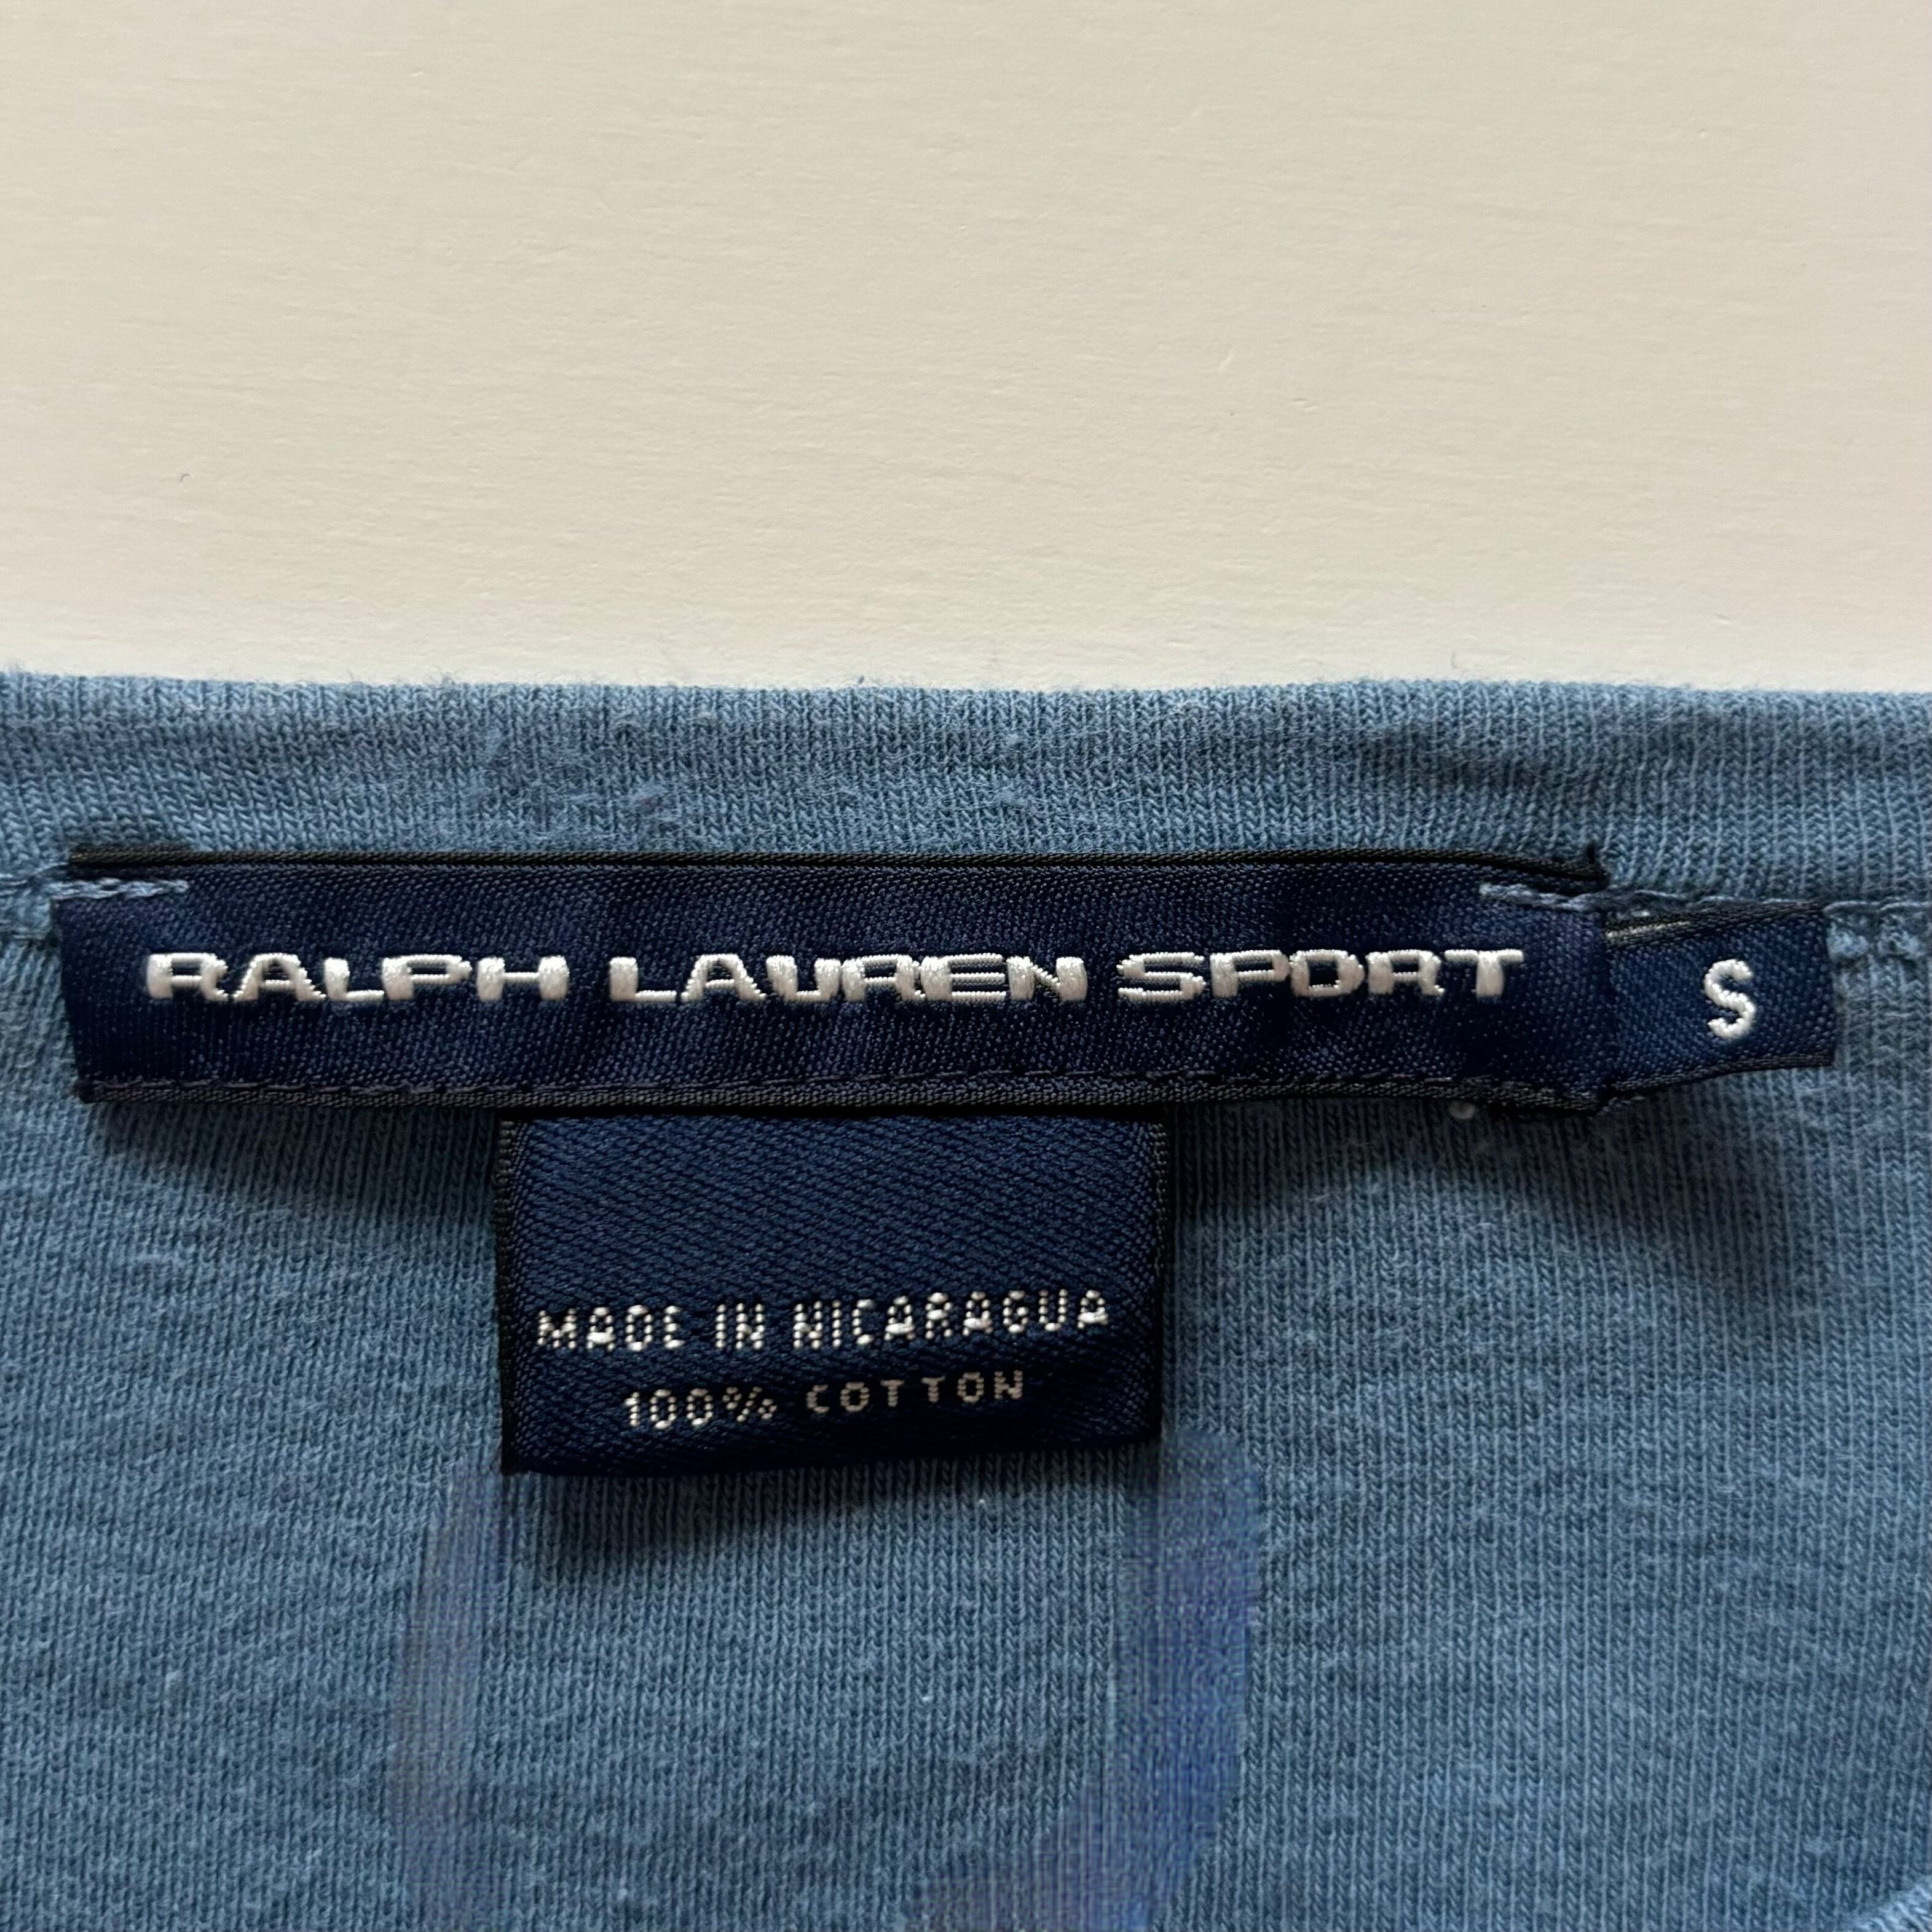 RALPH LAUREN SPORT
S
MADE IN NICARAGUA
100% COTTON